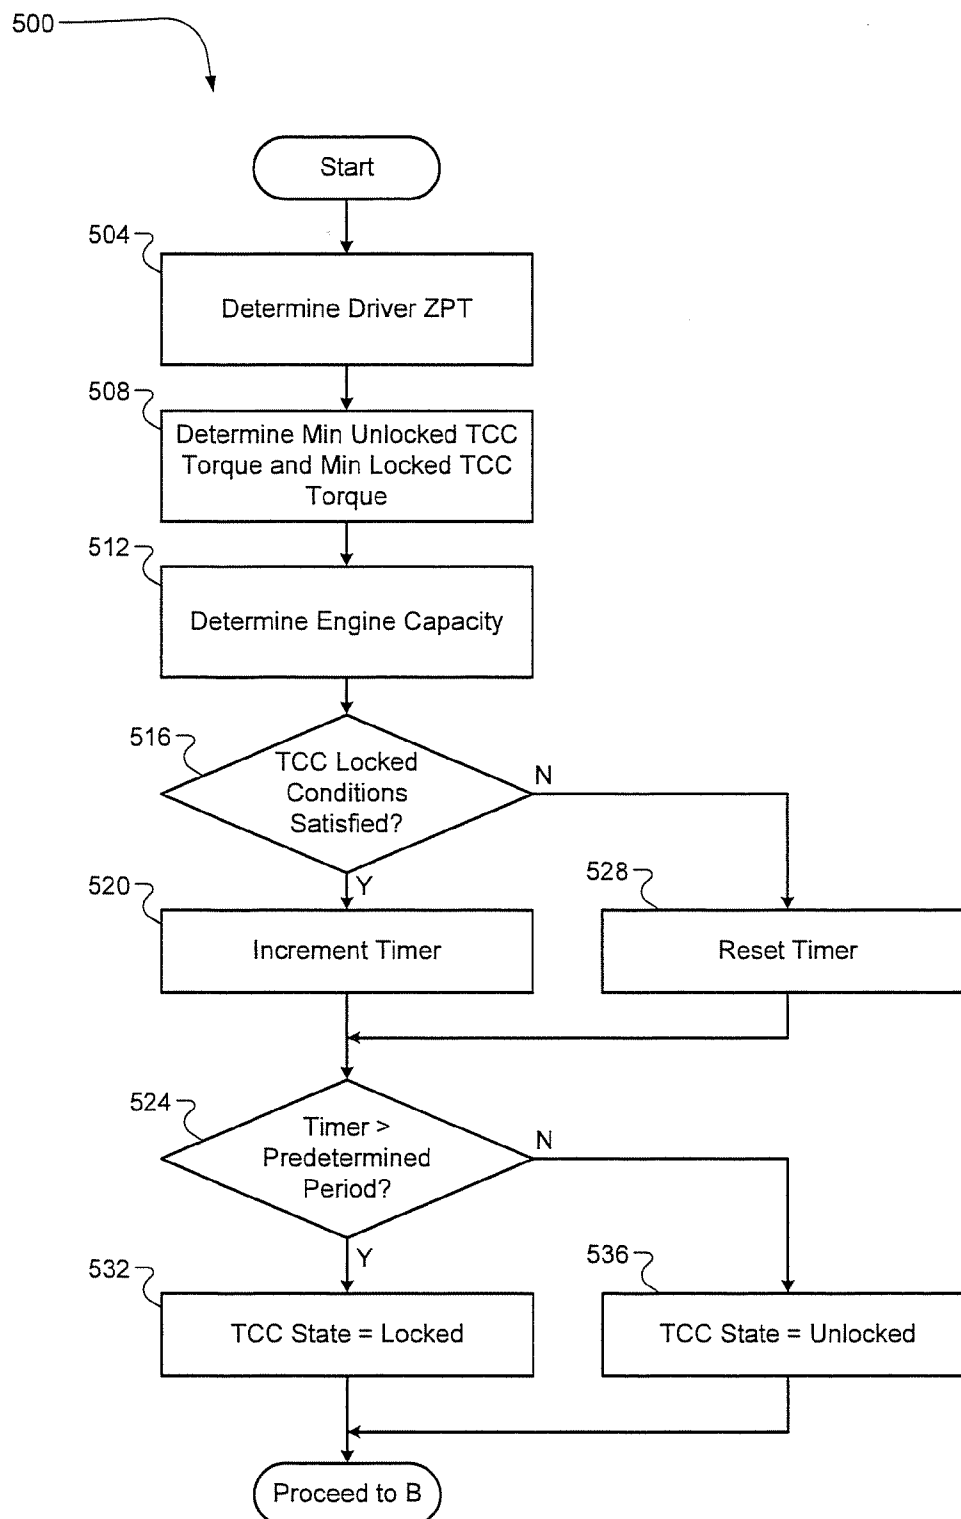 500
Start
504
Determine Driver ZPT
508
Determine Min Unlocked TCC
Torque and Min Locked TCC
Torque
512
Determine Engine Capacity
516
TCC Locked
Conditions
Satisfied?
N
Y
520
Increment Timer
528
Reset Timer
524
Timer >
Predetermined
Period?
N
Y
532
TCC State = Locked
536
TCC State = Unlocked
Proceed to B